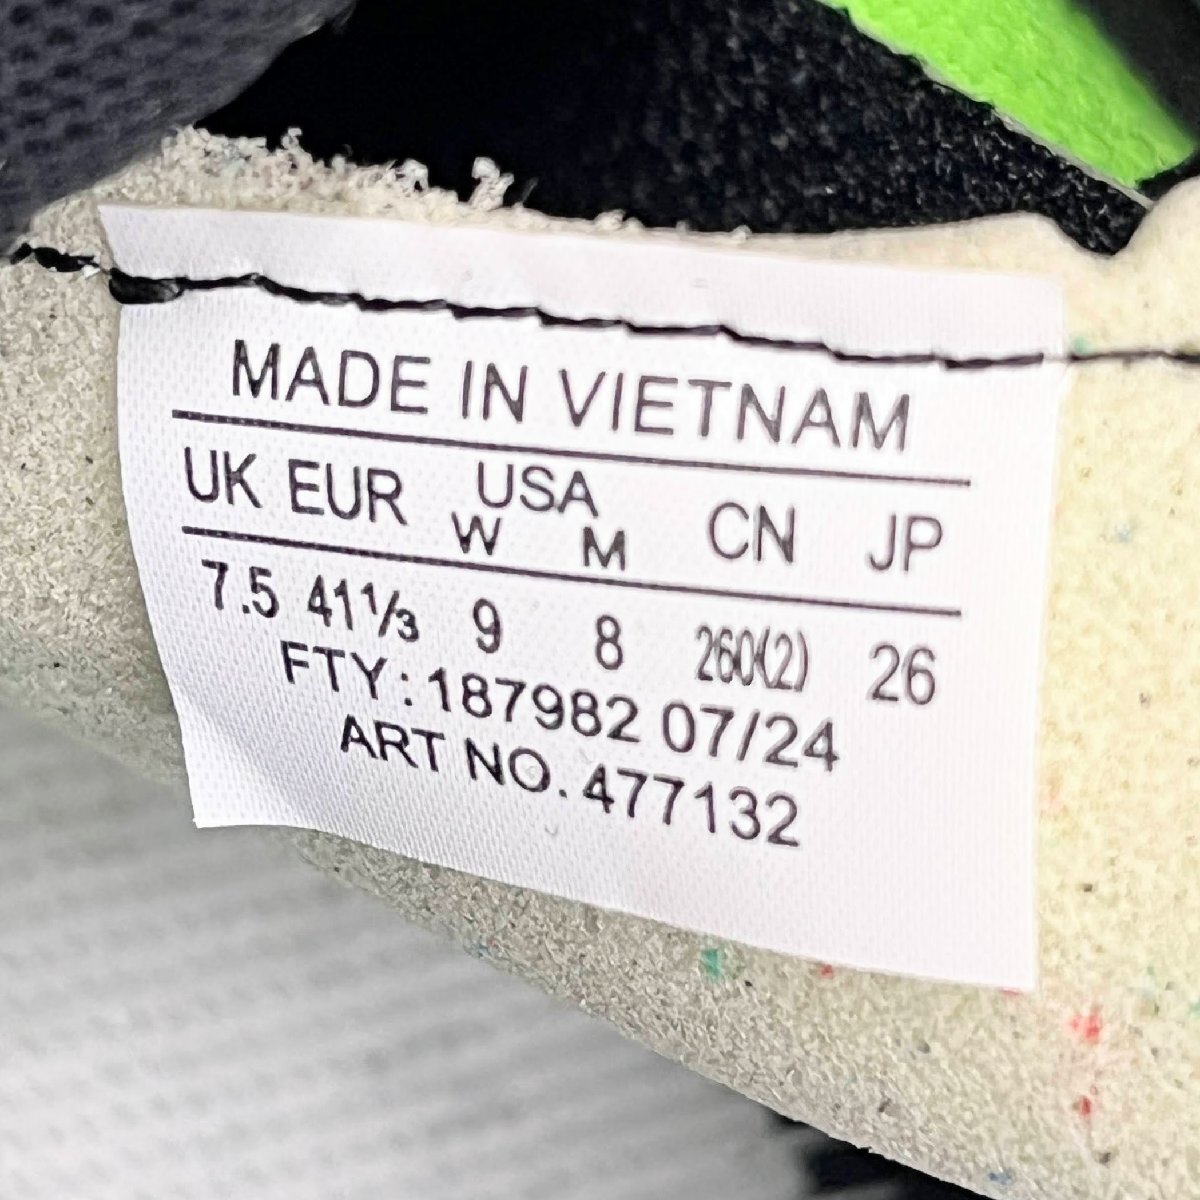 MADE IN VIETNAM
UK EUR USA CN JP
W M
7.5 41⅓ 9 8 260(2) 26
FTY: 187982 07/24
ART NO. 477132